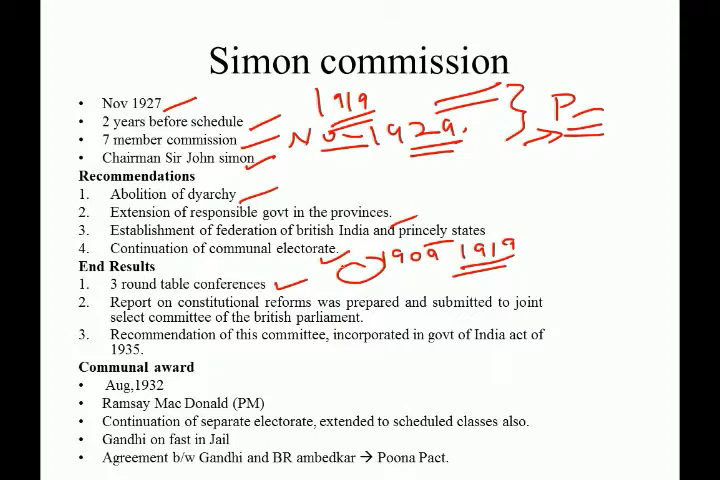 Simon commission
• Nov 1927
1919
P
• 2 years before schedule
• 7 member commission
No-1929.
• Chairman Sir John simon
Recommendations
1. Abolition of dyarchy
2. Extension of responsible govt in the provinces.
3. Establishment of federation of british India and princely states
4. Continuation of communal electorate.
1909 1919
End Results
1. 3 round table conferences
2. Report on constitutional reforms was prepared and submitted to joint
select committee of the british parliament.
3. Recommendation of this committee, incorporated in govt of India act of
1935.
Communal award
• Aug,1932
• Ramsay Mac Donald (PM)
• Continuation of separate electorate, extended to scheduled classes also.
• Gandhi on fast in Jail
• Agreement b/w Gandhi and BR ambedkar → Poona Pact.